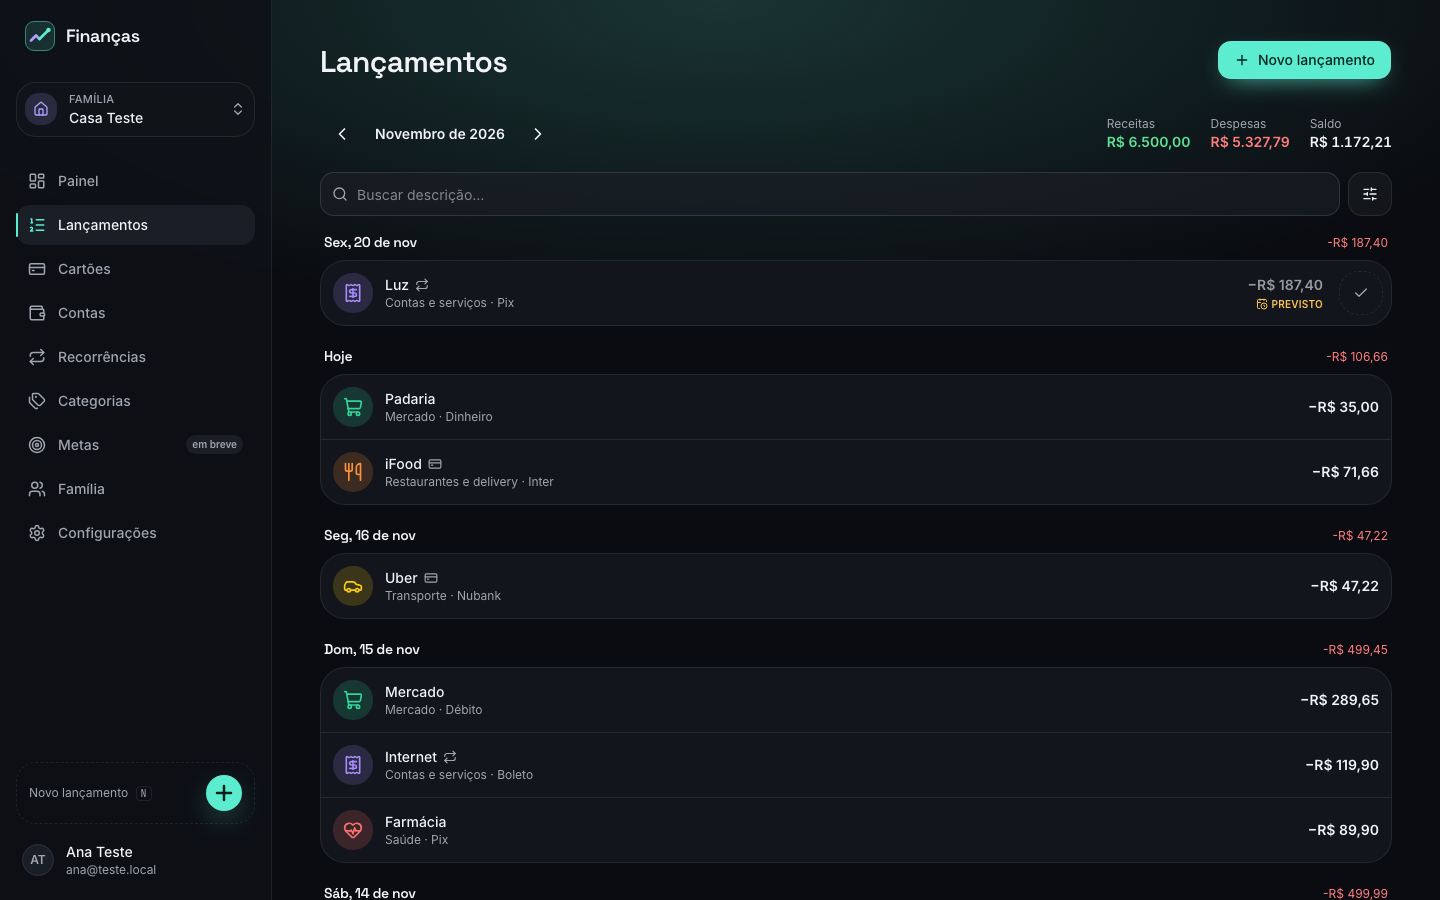 Finanças
FAMÍLIA
Casa Teste
Painel
Lançamentos
Cartões
Contas
Recorrências
Categorias
Metas
em breve
Família
Configurações
Novo lançamento N
AT
Ana Teste
ana@teste.local
Lançamentos
Novo lançamento
Novembro de 2026
Receitas
R$ 6.500,00
Despesas
R$ 5.327,79
Saldo
R$ 1.172,21
Buscar descrição...
Sex, 20 de nov
-R$ 187,40
Luz
Contas e serviços · Pix
−R$ 187,40
PREVISTO
Hoje
-R$ 106,66
Padaria
Mercado · Dinheiro
−R$ 35,00
iFood
Restaurantes e delivery · Inter
−R$ 71,66
Seg, 16 de nov
-R$ 47,22
Uber
Transporte · Nubank
−R$ 47,22
Dom, 15 de nov
-R$ 499,45
Mercado
Mercado · Débito
−R$ 289,65
Internet
Contas e serviços · Boleto
−R$ 119,90
Farmácia
Saúde · Pix
−R$ 89,90
Sáb, 14 de nov
-R$ 499,99